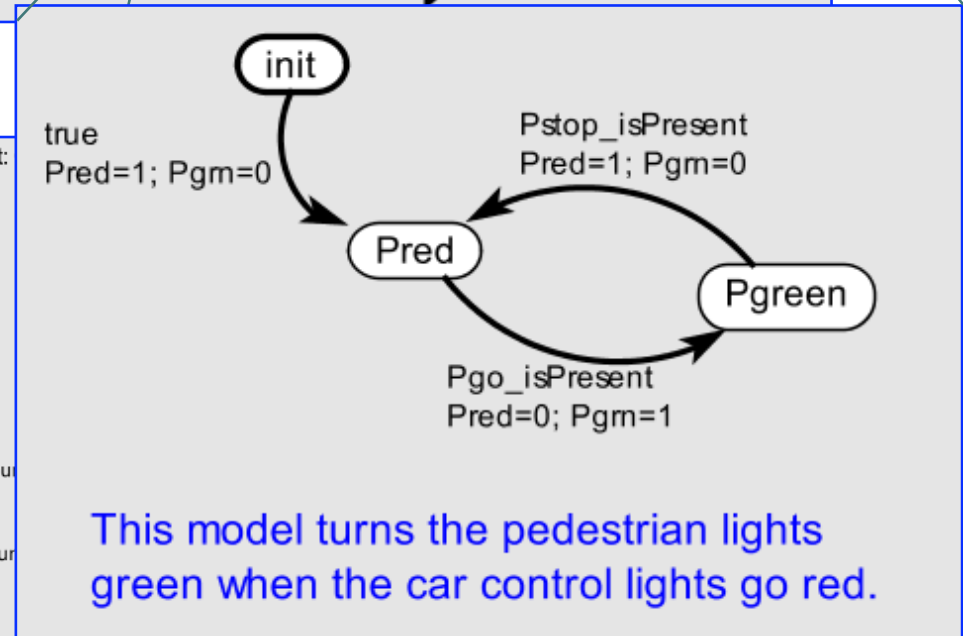 init
true
Pred=1; Pgrn=0
Pstop_isPresent
Pred=1; Pgrn=0
Pred
Pgreen
Pgo_isPresent
Pred=0; Pgrn=1
This model turns the pedestrian lights
green when the car control lights go red.